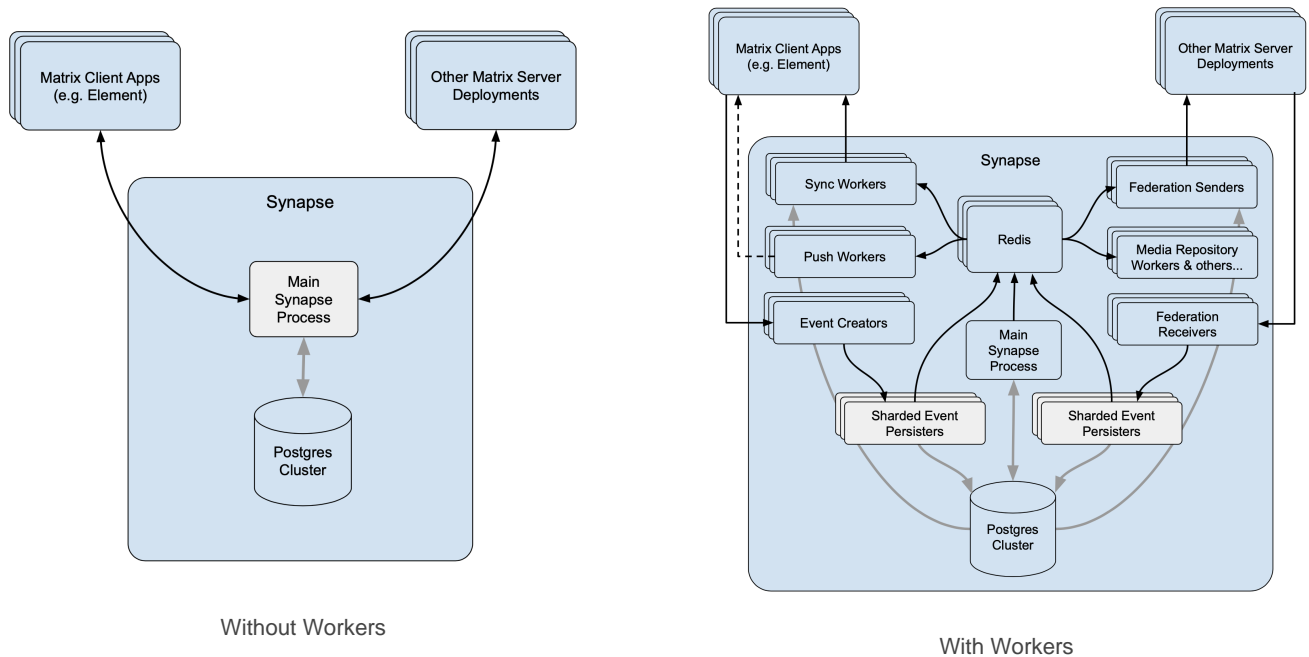 Matrix Client Apps
(e.g. Element)
Other Matrix Server
Deployments
Synapse
Main
Synapse
Process
Postgres
Cluster
Without Workers
Matrix Client Apps
(e.g. Element)
Other Matrix Server
Deployments
Synapse
Sync Workers
Federation Senders
Redis
Push Workers
Media Repository
Workers & others...
Event Creators
Federation
Receivers
Main
Synapse
Process
Sharded Event
Persisters
Sharded Event
Persisters
Postgres
Cluster
With Workers